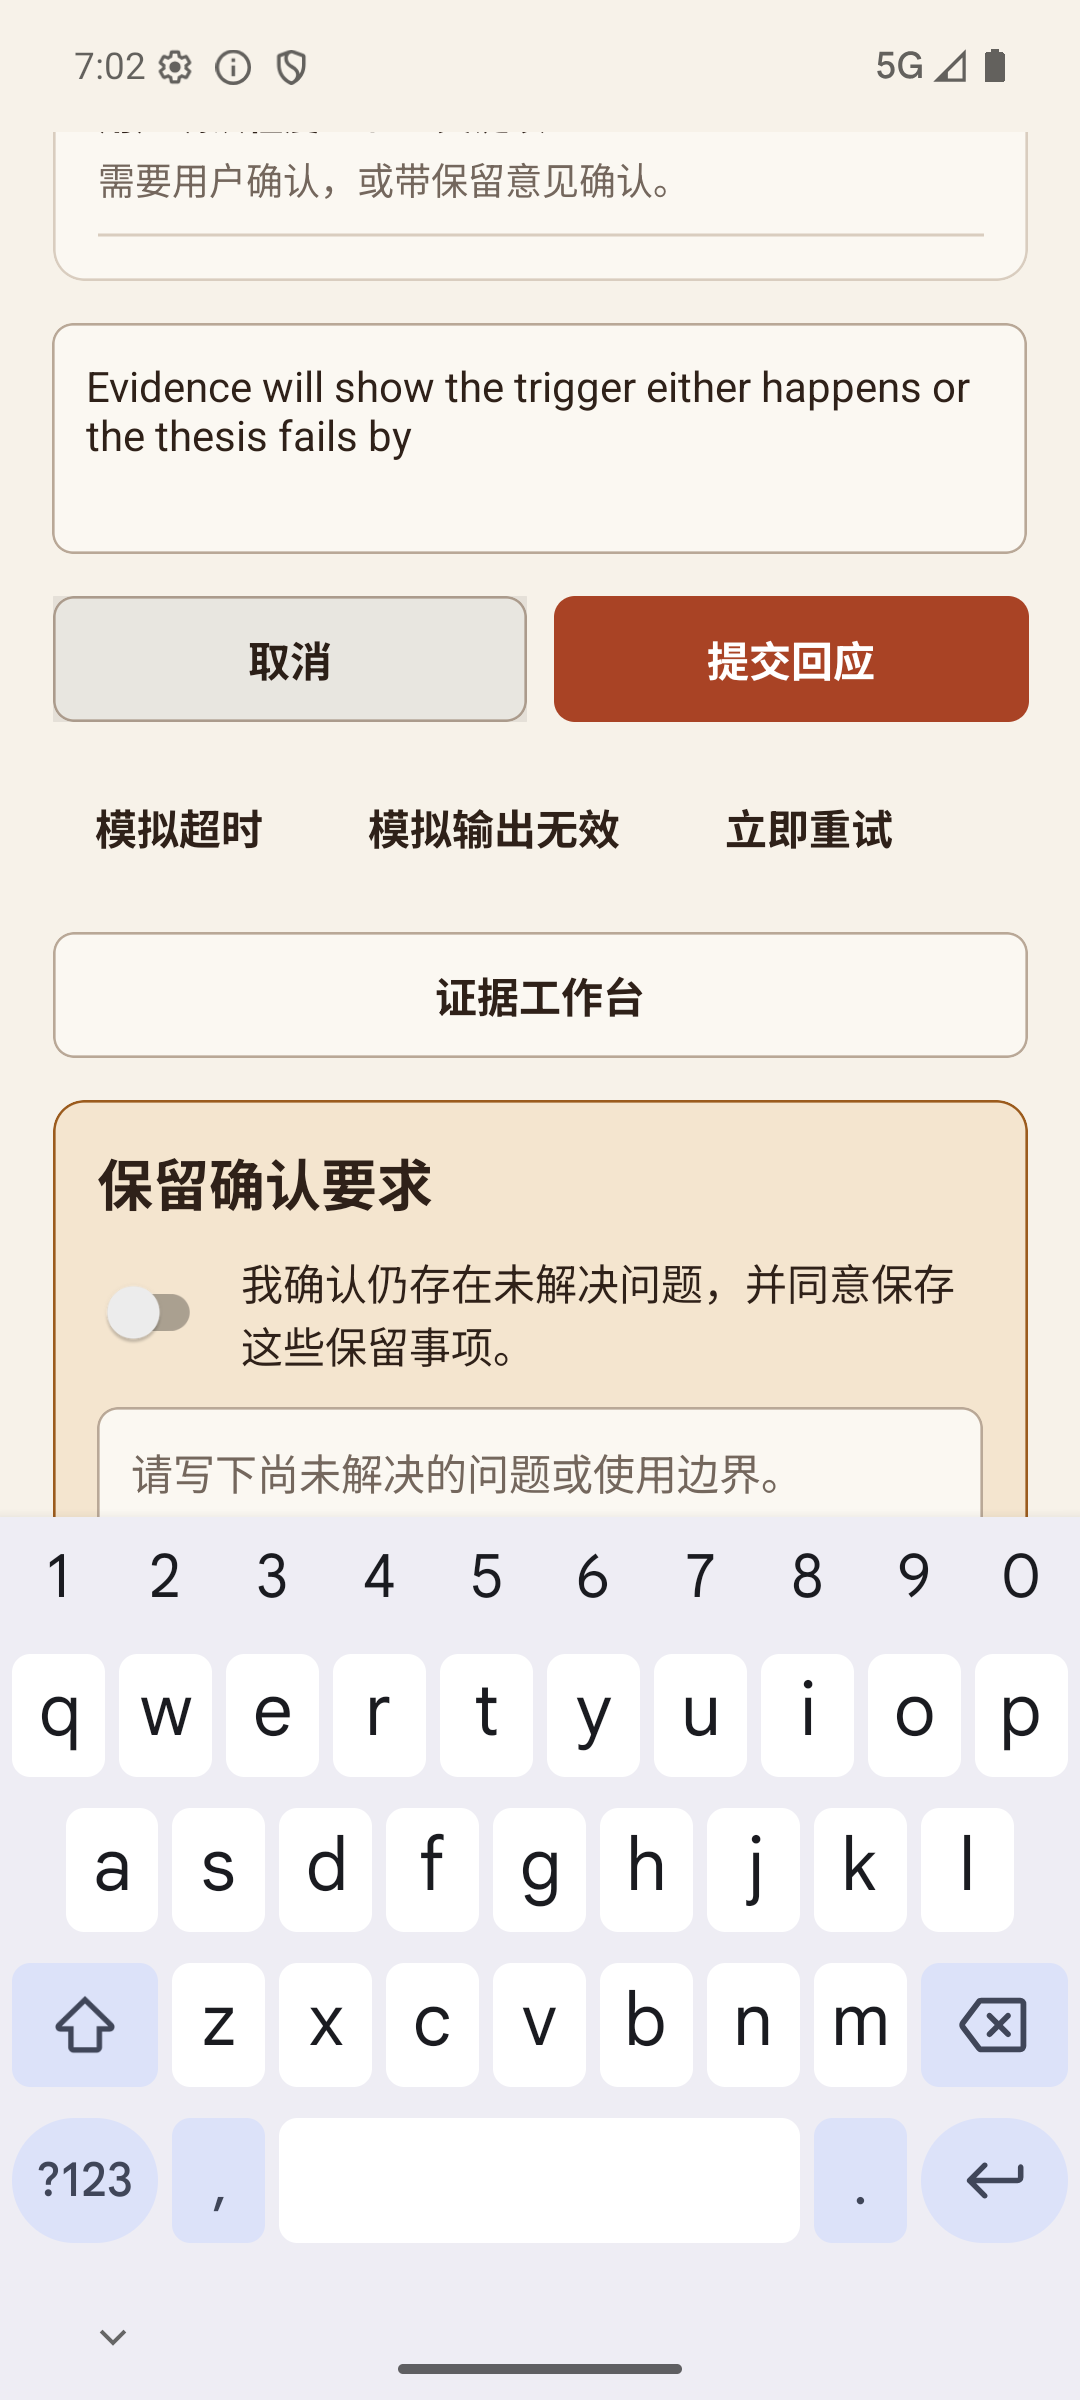 7:02
5G
需要用户确认，或带保留意见确认。
Evidence will show the trigger either happens or
the thesis fails by
取消
提交回应
模拟超时
模拟输出无效
立即重试
证据工作台
保留确认要求
我确认仍存在未解决问题，并同意保存
这些保留事项。
请写下尚未解决的问题或使用边界。
1 2 3 4 5 6 7 8 9 0
q w e r t y u i o p
a s d f g h j k l
z x c v b n m
?123 , .